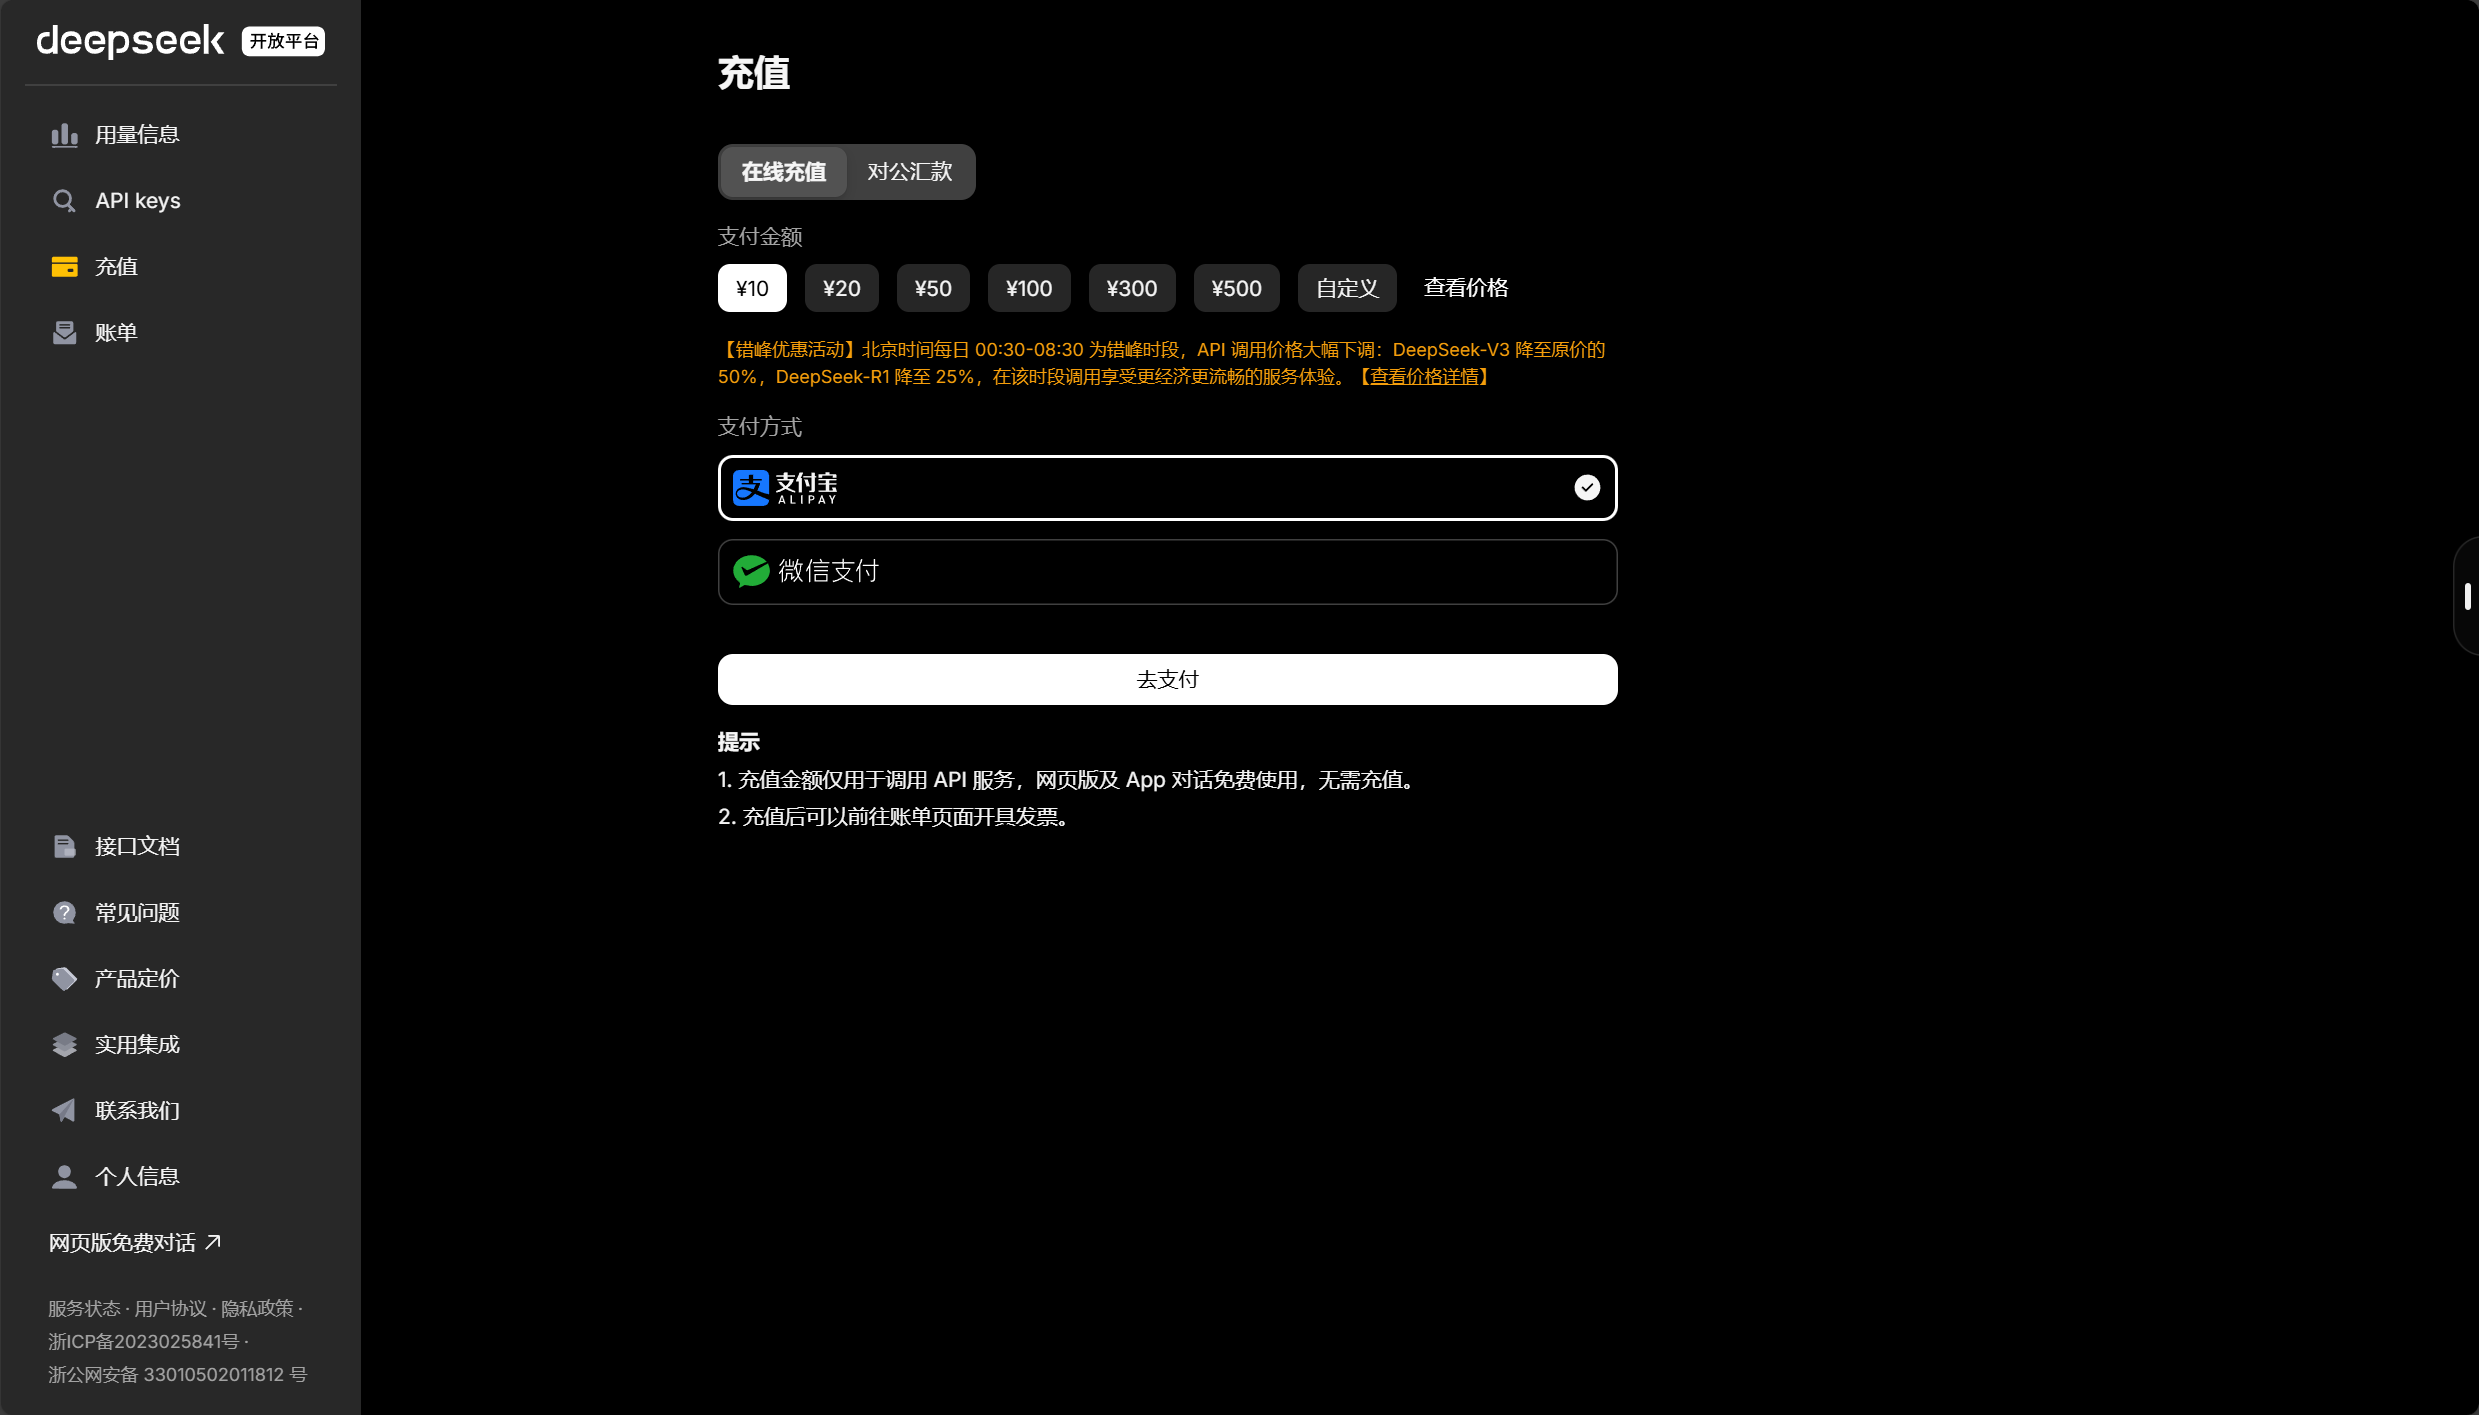 deepseek 开放平台
用量信息
API keys
充值
账单
接口文档
常见问题
产品定价
实用集成
联系我们
个人信息
网页版免费对话
服务状态 · 用户协议 · 隐私政策 ·
浙ICP备2023025841号 ·
浙公网安备 33010502011812 号
充值
在线充值 对公汇款
支付金额
¥10 ¥20 ¥50 ¥100 ¥300 ¥500 自定义 查看价格
【错峰优惠活动】北京时间每日 00:30-08:30 为错峰时段，API 调用价格大幅下调：DeepSeek-V3 降至原价的
50%，DeepSeek-R1 降至 25%，在该时段调用享受更经济更流畅的服务体验。【查看价格详情】
支付方式
支付宝
ALIPAY
微信支付
去支付
提示
1. 充值金额仅用于调用 API 服务，网页版及 App 对话免费使用，无需充值。
2. 充值后可以前往账单页面开具发票。